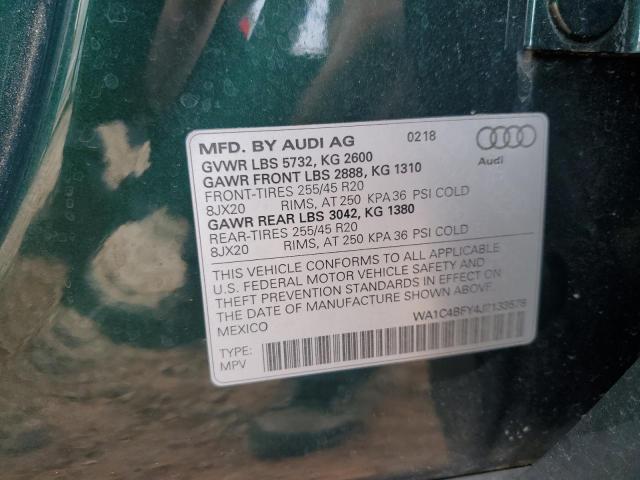 MFD. BY AUDI AG 0218
GVWR LBS 5732, KG 2600
GAWR FRONT LBS 2888, KG 1310
FRONT-TIRES 255/45 R20
8JX20 RIMS, AT 250 KPA 36 PSI COLD
GAWR REAR LBS 3042, KG 1380
REAR-TIRES 255/45 R20
8JX20 RIMS, AT 250 KPA 36 PSI COLD
Audi
THIS VEHICLE CONFORMS TO ALL APPLICABLE
U.S. FEDERAL MOTOR VEHICLE SAFETY AND
THEFT PREVENTION STANDARDS IN EFFECT ON
THE DATE OF MANUFACTURE SHOWN ABOVE.
MEXICO
TYPE:
MPV